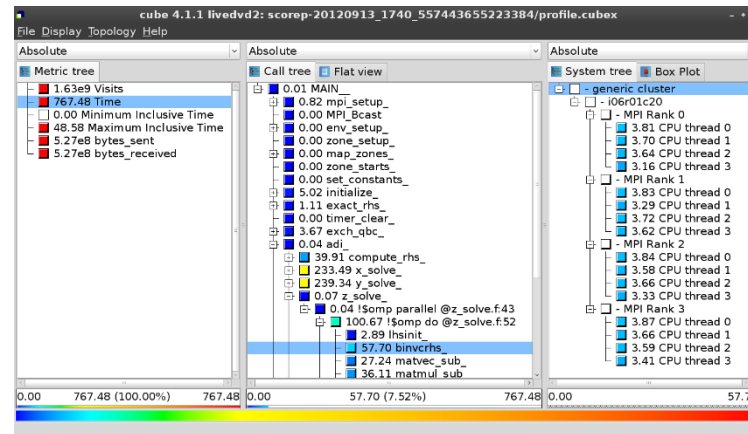 cube 4.1.1 livedvd2: scorep-20120913_1740_557443655223384/profile.cubex
File Display Topology Help
Absolute
Absolute
Absolute
Metric tree
1.63e9 Visits
767.48 Time
0.00 Minimum Inclusive Time
48.58 Maximum Inclusive Time
5.27e8 bytes_sent
5.27e8 bytes_received
Call tree Flat view
0.01 MAIN__
0.82 mpi_setup_
0.00 MPI_Bcast
0.00 env_setup_
0.00 zone_setup_
0.00 map_zones_
0.00 zone_starts_
0.00 set_constants_
5.02 initialize_
1.11 exact_rhs_
0.00 timer_clear_
3.67 exch_qbc_
0.04 adi_
39.91 compute_rhs_
233.49 x_solve_
239.34 y_solve_
0.07 z_solve_
0.04 !$omp parallel @z_solve.f:43
100.67 !$omp do @z_solve.f:52
2.89 lhsinit_
57.70 binvcrhs_
27.24 matvec_sub_
36.11 matmul_sub
System tree Box Plot
- generic cluster
- i06r01c20
- MPI Rank 0
3.81 CPU thread 0
3.70 CPU thread 1
3.64 CPU thread 2
3.16 CPU thread 3
- MPI Rank 1
3.83 CPU thread 0
3.29 CPU thread 1
3.72 CPU thread 2
3.62 CPU thread 3
- MPI Rank 2
3.84 CPU thread 0
3.58 CPU thread 1
3.66 CPU thread 2
3.33 CPU thread 3
- MPI Rank 3
3.87 CPU thread 0
3.66 CPU thread 1
3.59 CPU thread 2
3.41 CPU thread 3
0.00 767.48 (100.00%) 767.48
0.00 57.70 (7.52%) 767.48
0.00 57.7